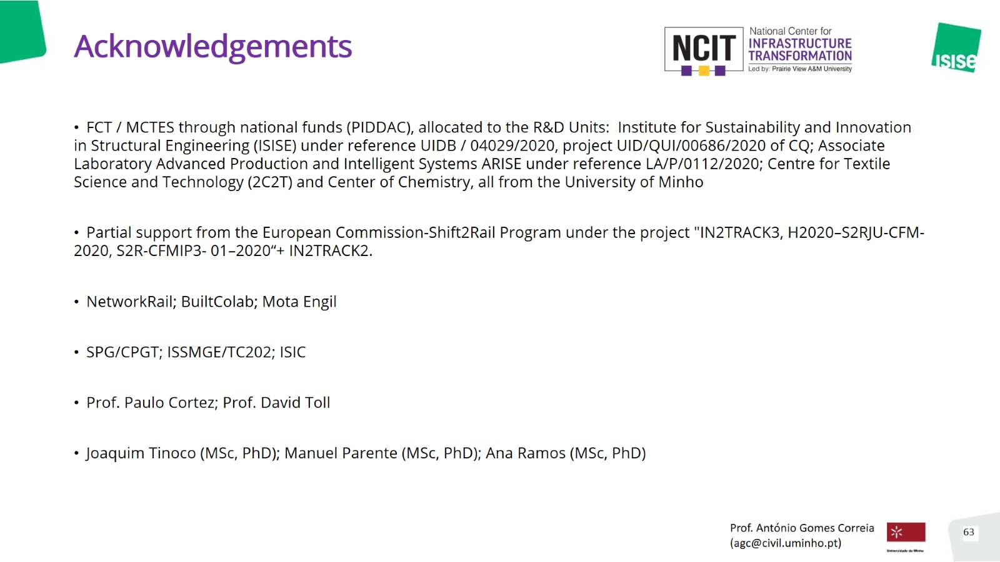 Acknowledgements
NCIT
National Center for
INFRASTRUCTURE
TRANSFORMATION
Led by: Prairie View A&M University
ISISE
• FCT / MCTES through national funds (PIDDAC), allocated to the R&D Units:  Institute for Sustainability and Innovation
in Structural Engineering (ISISE) under reference UIDB / 04029/2020, project UID/QUI/00686/2020 of CQ; Associate
Laboratory Advanced Production and Intelligent Systems ARISE under reference LA/P/0112/2020; Centre for Textile
Science and Technology (2C2T) and Center of Chemistry, all from the University of Minho
• Partial support from the European Commission-Shift2Rail Program under the project "IN2TRACK3, H2020–S2RJU-CFM-
2020, S2R-CFMIP3- 01–2020“+ IN2TRACK2.
• NetworkRail; BuiltColab; Mota Engil
• SPG/CPGT; ISSMGE/TC202; ISIC
• Prof. Paulo Cortez; Prof. David Toll
• Joaquim Tinoco (MSc, PhD); Manuel Parente (MSc, PhD); Ana Ramos (MSc, PhD)
Prof. António Gomes Correia
(agc@civil.uminho.pt)
Universidade do Minho
63